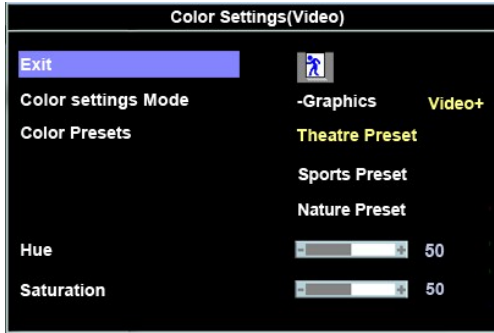 Color Settings(Video)
Exit
Color settings Mode -Graphics Video+
Color Presets Theatre Preset
Sports Preset
Nature Preset
Hue - + 50
Saturation - + 50